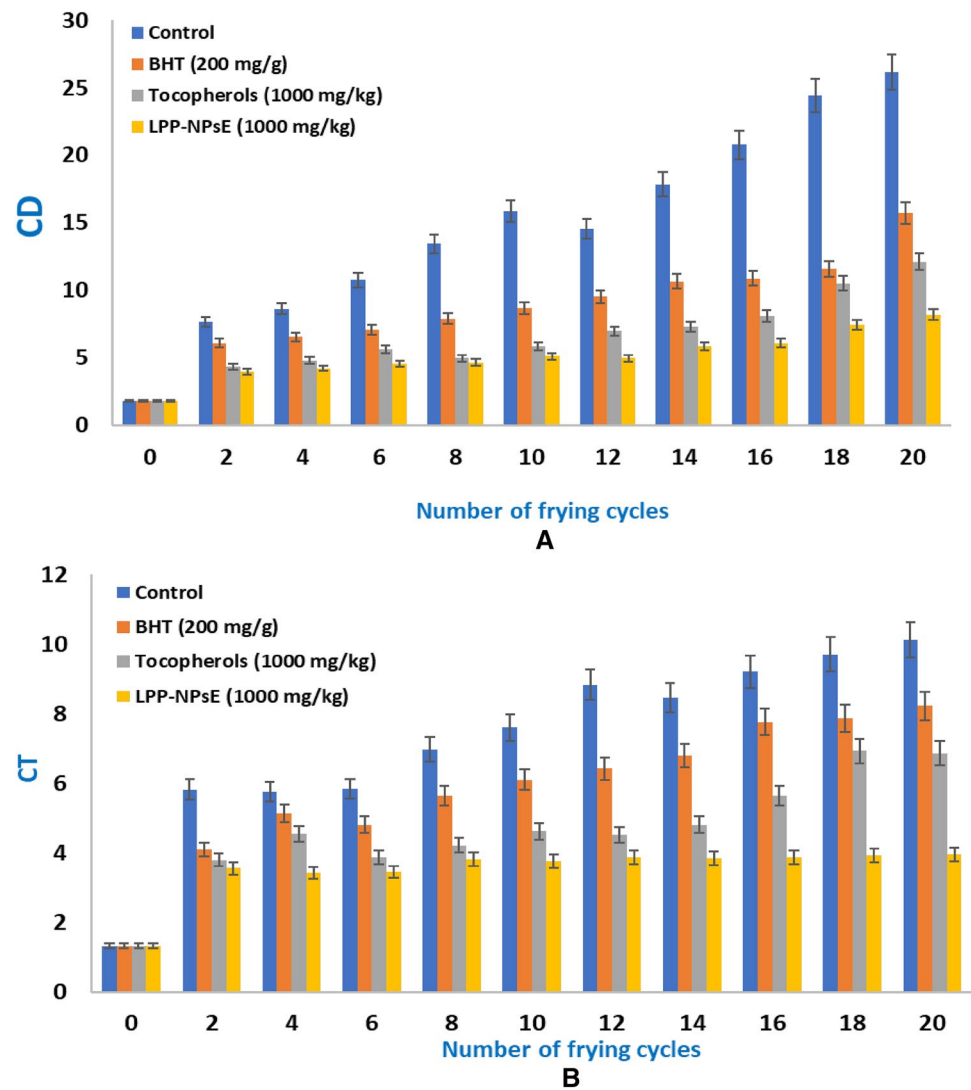 30
25
20
15
10
5
0
CD
Control
BHT (200 mg/g)
Tocopherols (1000 mg/kg)
LPP-NPsE (1000 mg/kg)
0 2 4 6 8 10 12 14 16 18 20
Number of frying cycles
A
12
10
8
6
4
2
0
CT
Control
BHT (200 mg/g)
Tocopherols (1000 mg/kg)
LPP-NPsE (1000 mg/kg)
0 2 4 6 8 10 12 14 16 18 20
Number of frying cycles
B